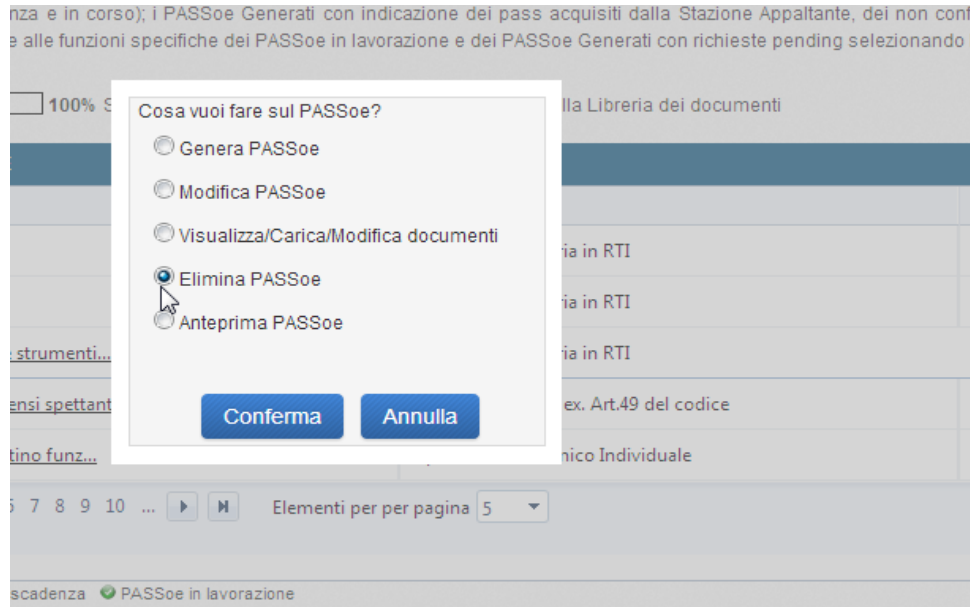 nza e in corso); i PASSoe Generati con indicazione dei pass acquisiti dalla Stazione Appaltante, dei non con
e alle funzioni specifiche dei PASSoe in lavorazione e dei PASSoe Generati con richieste pending selezionando
100% S
lla Libreria dei documenti
Cosa vuoi fare sul PASSoe?
Genera PASSoe
Modifica PASSoe
Visualizza/Carica/Modifica documenti
ria in RTI
Elimina PASSoe
ria in RTI
Anteprima PASSoe
strumenti...
ria in RTI
ensi spettant
ex. Art.49 del codice
Conferma Annulla
tino funz...
nico Individuale
7 8 9 10 ... Elementi per per pagina 5
scadenza PASSoe in lavorazione